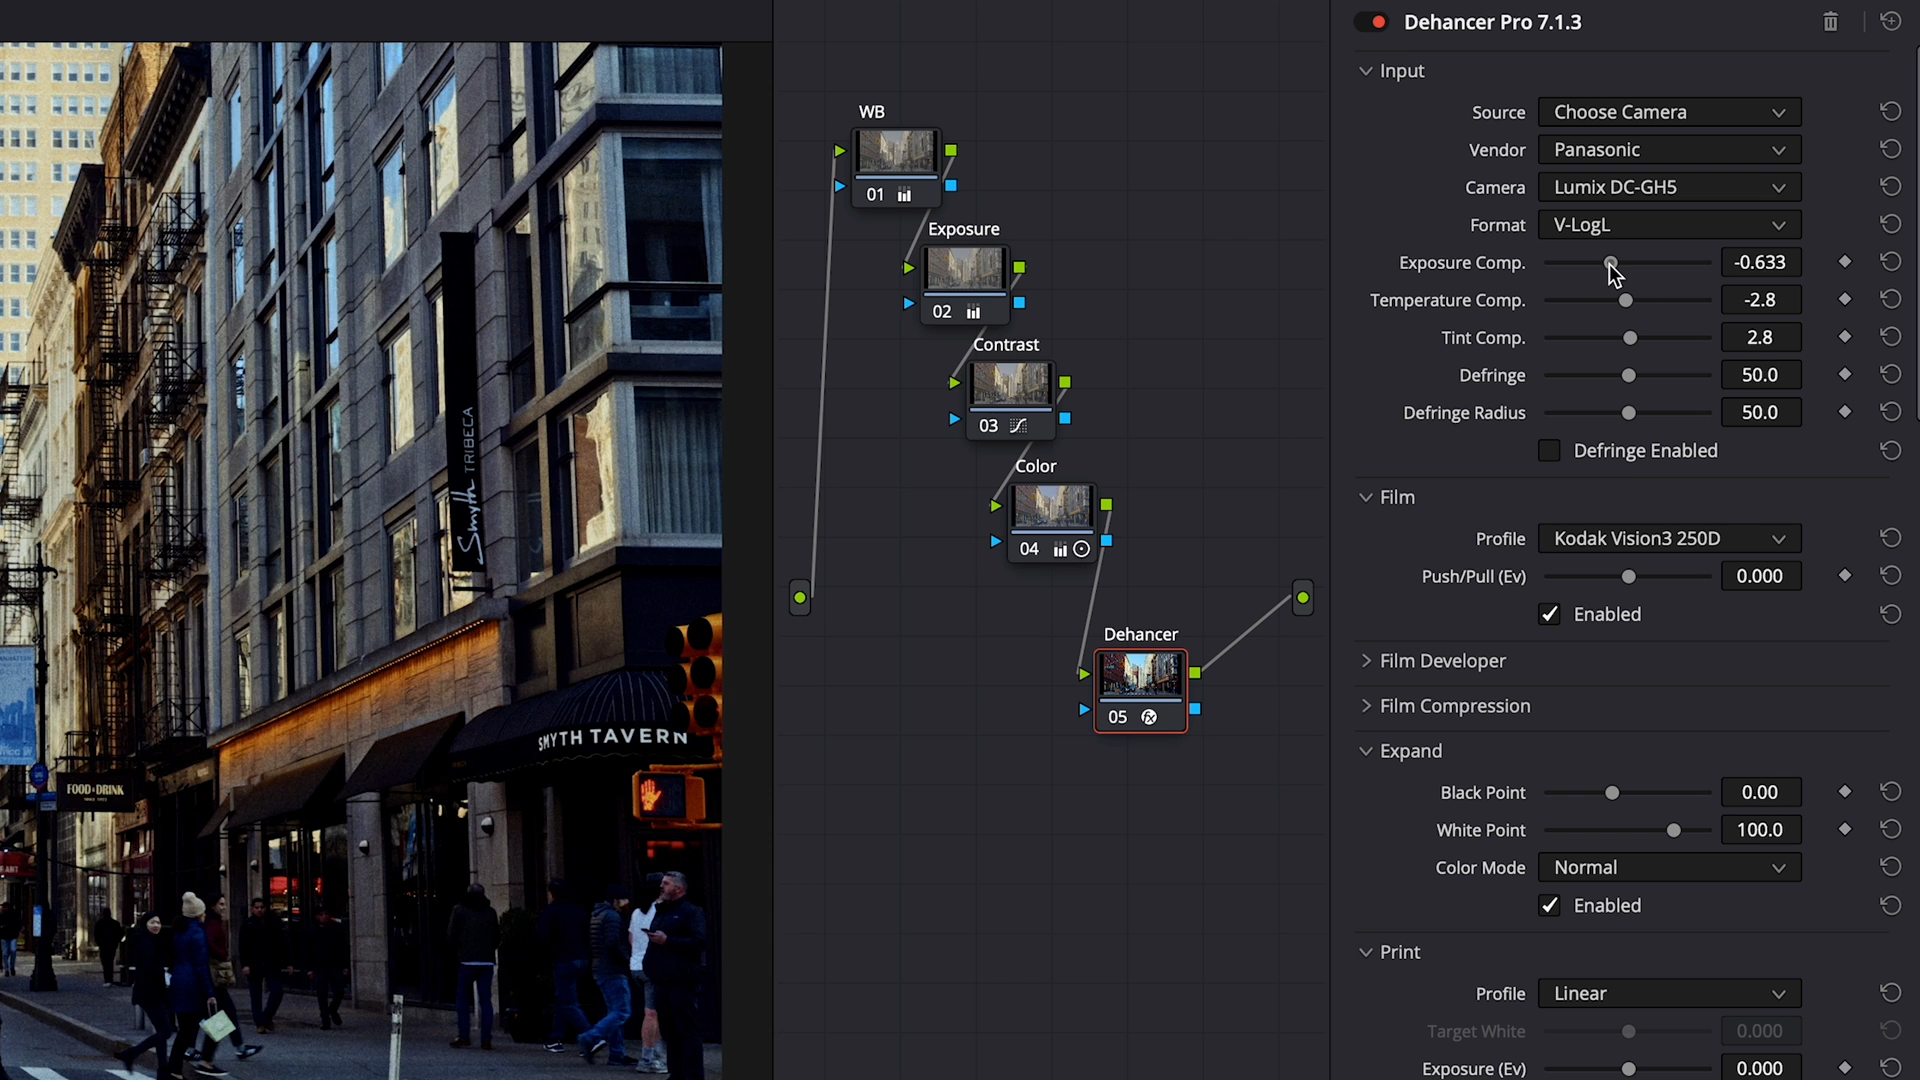 Smyth TRIBECA
SMYTH TAVERN
FOOD & DRINK
WB
01
Exposure
02
Contrast
03
Color
04
Dehancer
05
fx
Dehancer Pro 7.1.3
Input
Source Choose Camera
Vendor Panasonic
Camera Lumix DC-GH5
Format V-LogL
Exposure Comp. -0.633
Temperature Comp. -2.8
Tint Comp. 2.8
Defringe 50.0
Defringe Radius 50.0
Defringe Enabled
Film
Profile Kodak Vision3 250D
Push/Pull (Ev) 0.000
Enabled
Film Developer
Film Compression
Expand
Black Point 0.00
White Point 100.0
Color Mode Normal
Enabled
Print
Profile Linear
Target White 0.000
Exposure (Ev) 0.000